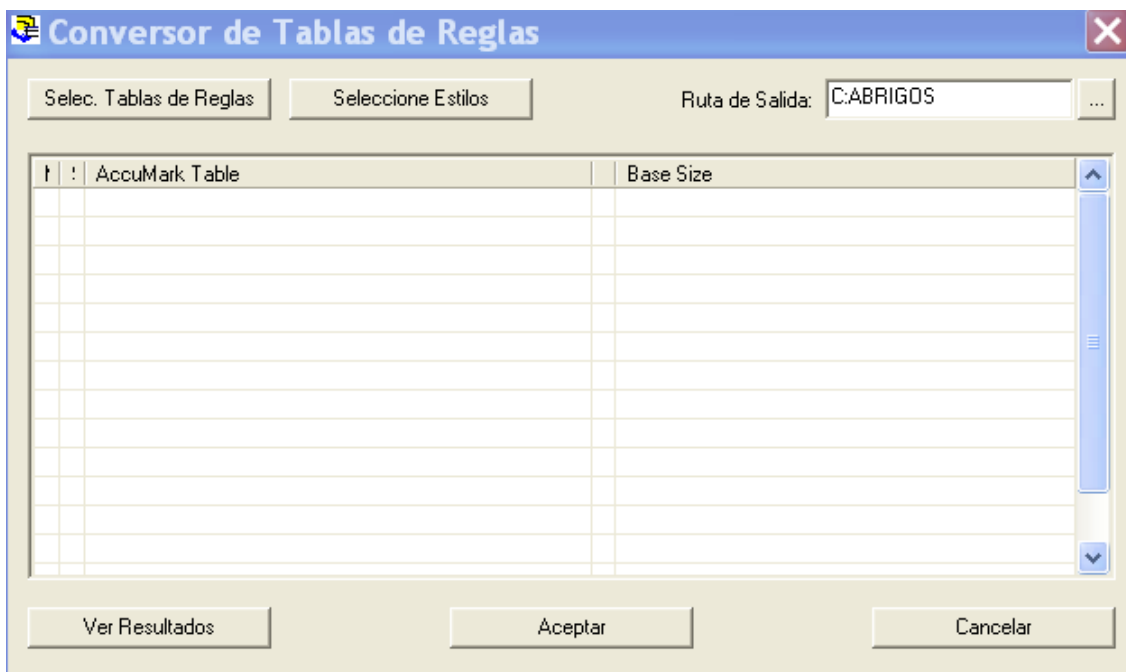 Conversor de Tablas de Reglas
Selec. Tablas de Reglas Seleccione Estilos Ruta de Salida: C:ABRIGOS ...
AccuMark Table Base Size
Ver Resultados Aceptar Cancelar